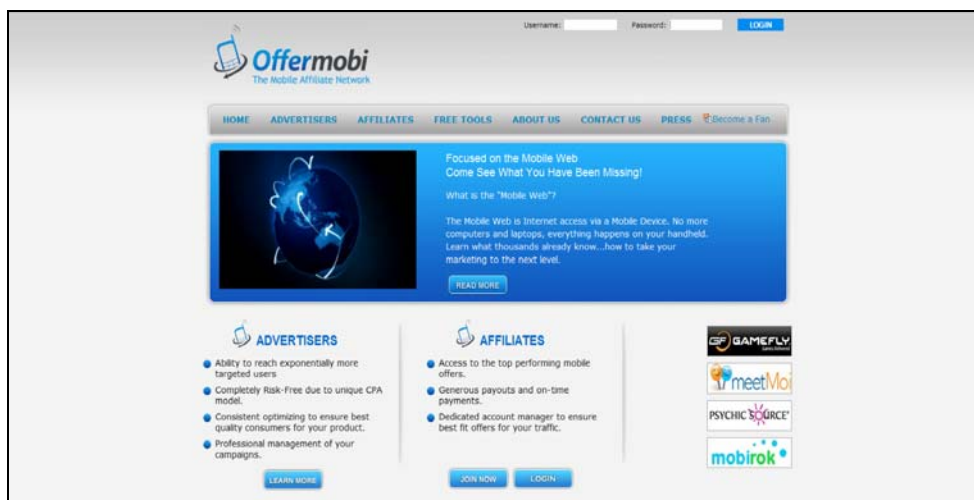 Username:
Password:
LOGIN
Offermobi
The Mobile Affiliate Network
HOME ADVERTISERS AFFILIATES FREE TOOLS ABOUT US CONTACT US PRESS Become a Fan
Focused on the Mobile Web
Come See What You Have Been Missing!
What is the "Mobile Web"?
The Mobile Web is Internet access via a Mobile Device. No more
computers and laptops, everything happens on your handheld.
Learn what thousands already know...how to take your
marketing to the next level.
READ MORE
ADVERTISERS
Ability to reach exponentially more
targeted users
Completely Risk-Free due to unique CPA
model.
Consistent optimizing to ensure best
quality consumers for your product.
Professional management of your
campaigns.
LEARN MORE
AFFILIATES
Access to the top performing mobile
offers.
Generous payouts and on-time
payments.
Dedicated account manager to ensure
best fit offers for your traffic.
JOIN NOW
LOGIN
GF GAMEFLY
meetMoi
PSYCHIC SOURCE
mobirok